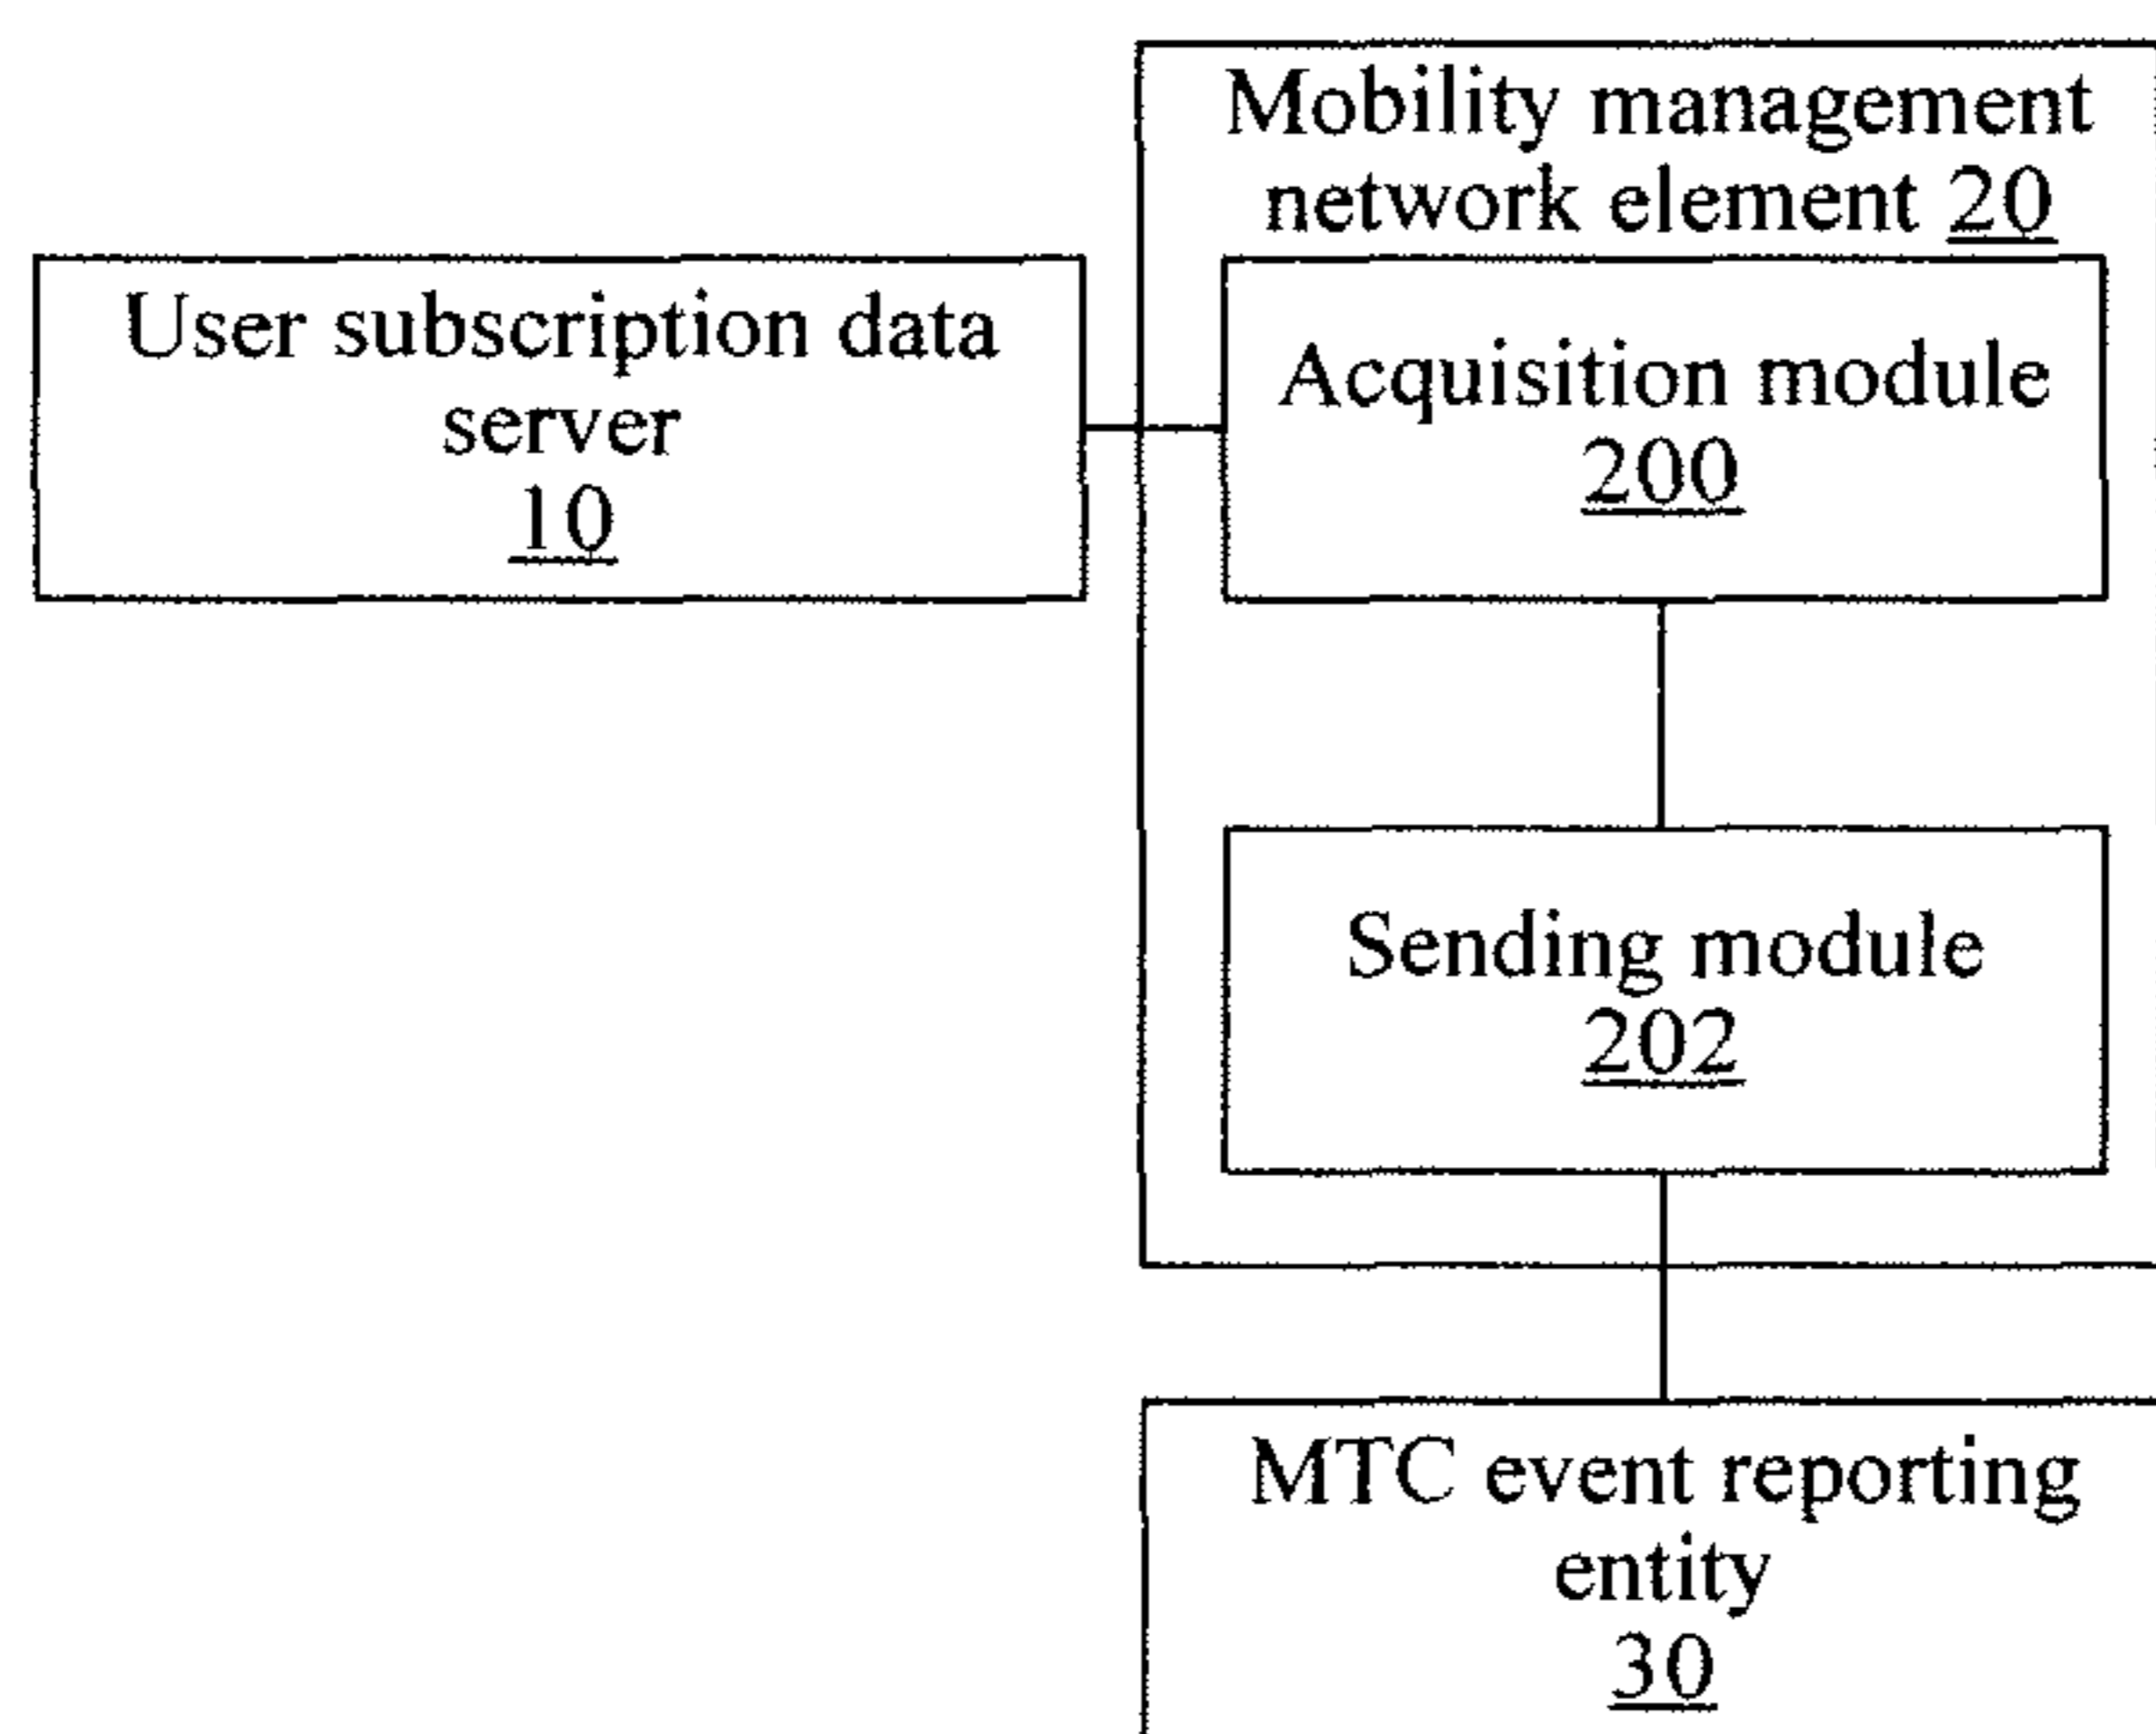 Mobility management
network element 20
User subscription data
server
10
Acquisition module
200
Sending module
202
MTC event reporting
entity
30